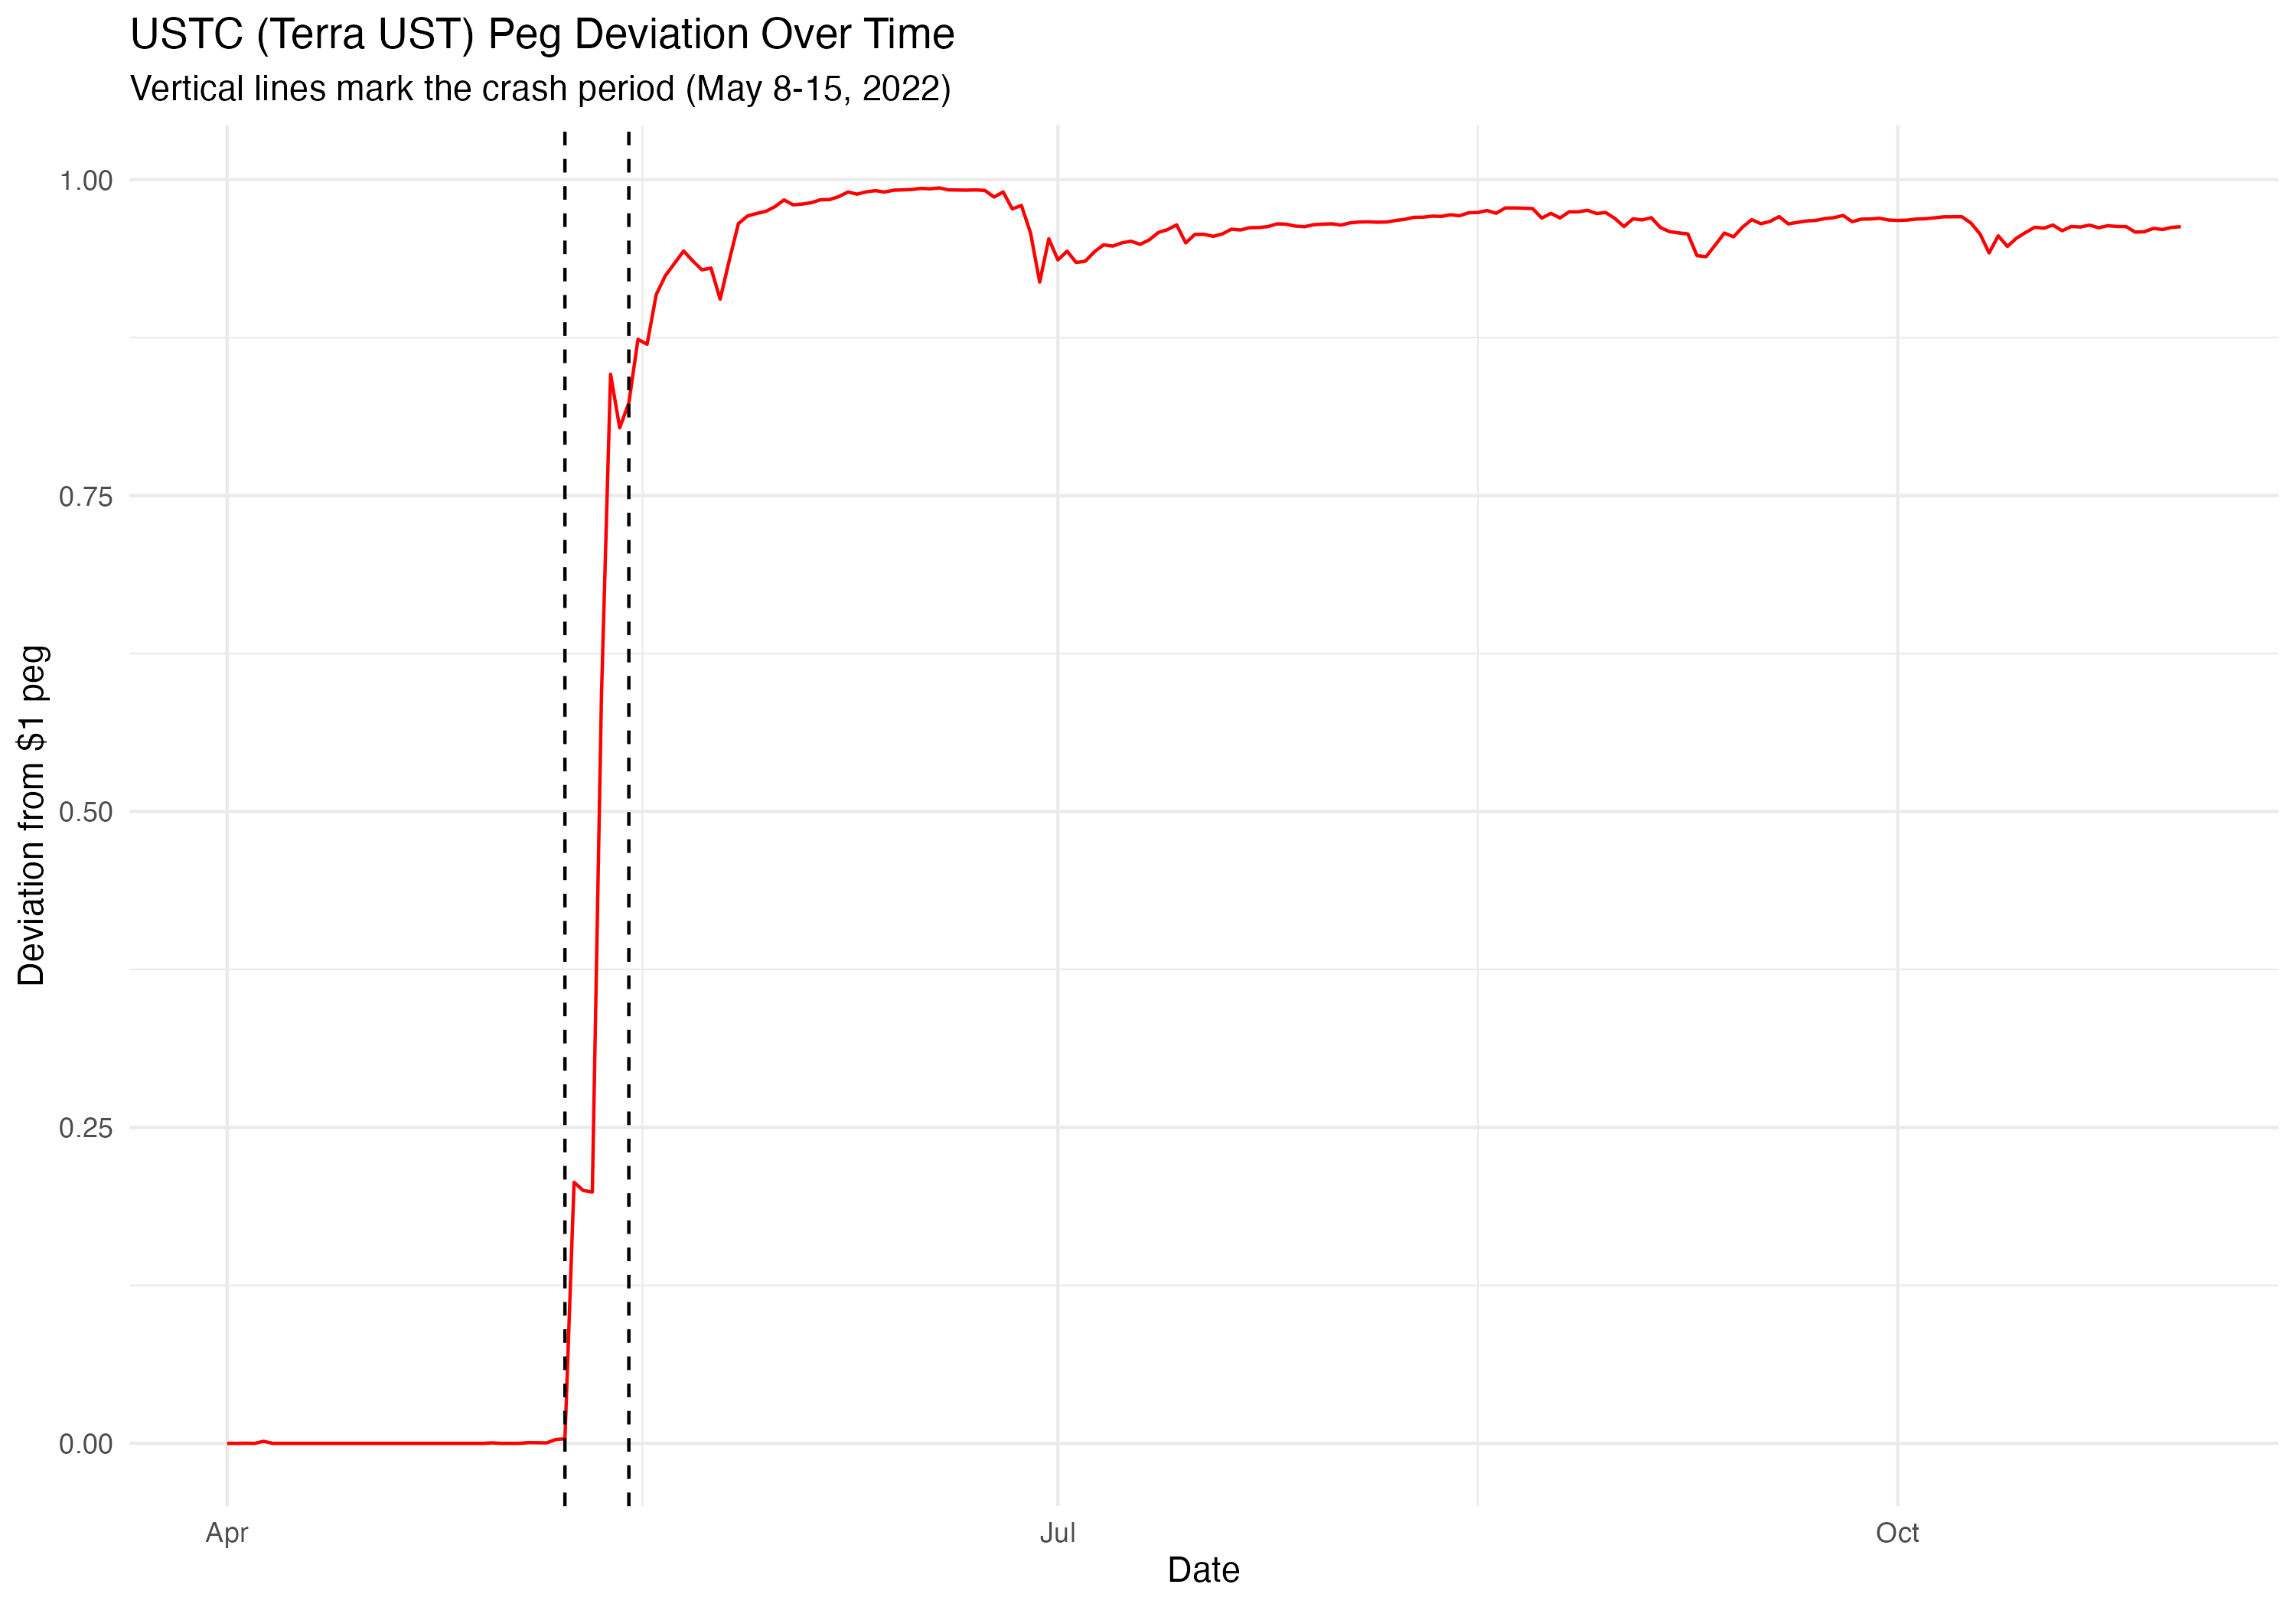 USTC (Terra UST) Peg Deviation Over Time
Vertical lines mark the crash period (May 8-15, 2022)
Deviation from $1 peg
1.00
0.75
0.50
0.25
0.00
Apr
Jul
Oct
Date